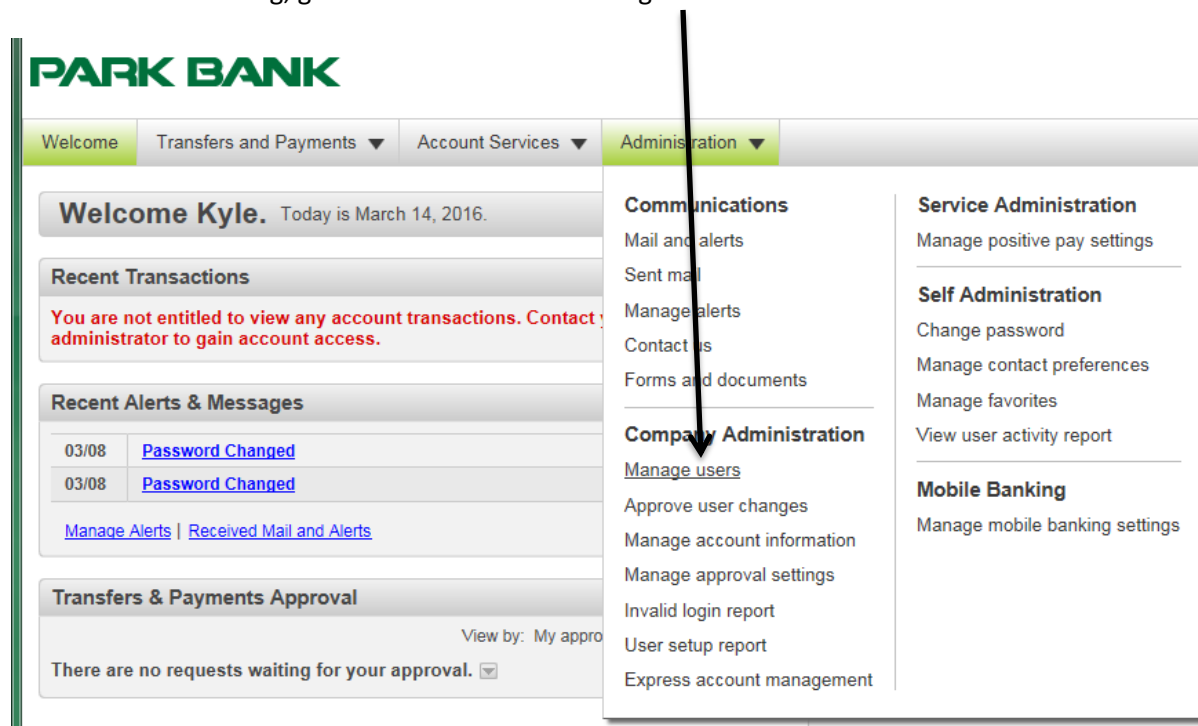 PARK BANK
Welcome Transfers and Payments Account Services Administration
Welcome Kyle. Today is March 14, 2016.
Recent Transactions
You are not entitled to view any account transactions. Contact
administrator to gain account access.
Recent Alerts & Messages
03/08 Password Changed
03/08 Password Changed
Manage Alerts | Received Mail and Alerts
Transfers & Payments Approval
View by: My appro
There are no requests waiting for your approval.
Communications
Mail and alerts
Sent mail
Manage alerts
Contact us
Forms and documents
Company Administration
Manage users
Approve user changes
Manage account information
Manage approval settings
Invalid login report
User setup report
Express account management
Service Administration
Manage positive pay settings
Self Administration
Change password
Manage contact preferences
Manage favorites
View user activity report
Mobile Banking
Manage mobile banking settings